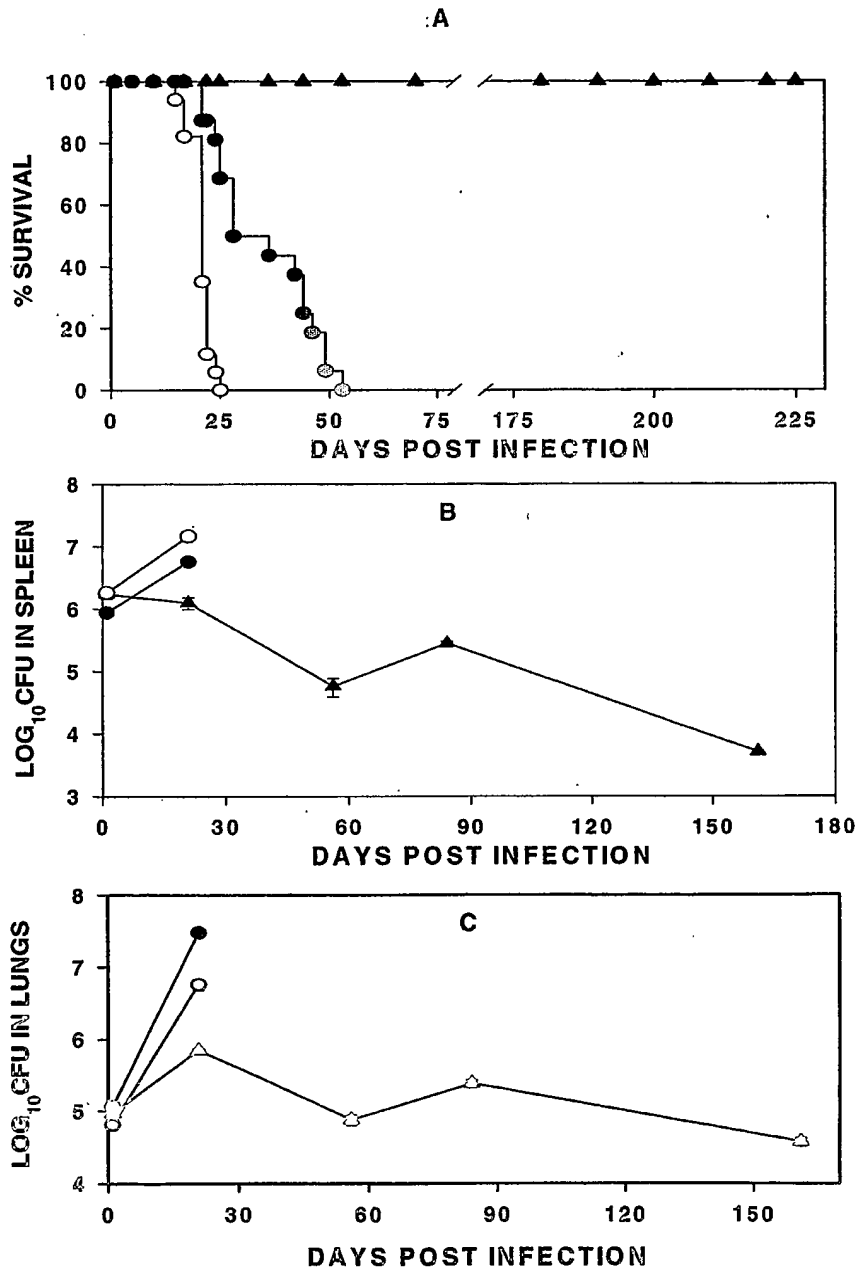 A
100
80
60
40
20
0
% SURVIVAL
0 25 50 75 175 200 225
DAYS POST INFECTION
8
7
6
5
4
3
LOG10CFU IN SPLEEN
B
0 30 60 90 120 150 180
DAYS POST INFECTION
8
7
6
5
4
LOG10CFU IN LUNGS
C
0 30 60 90 120 150
DAYS POST INFECTION